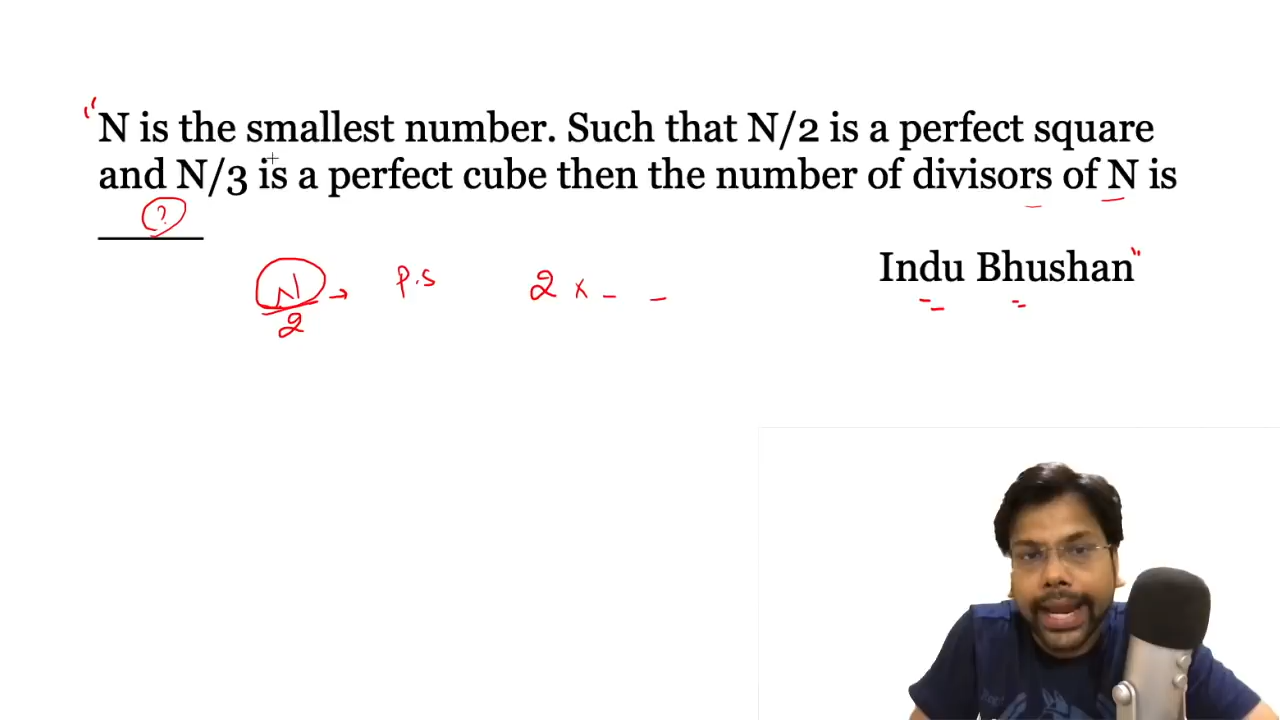 "N is the smallest number. Such that N/2 is a perfect square
and N/3 is a perfect cube then the number of divisors of N is
?
Indu Bhushan"
N/2 → P.S 2 × _ _